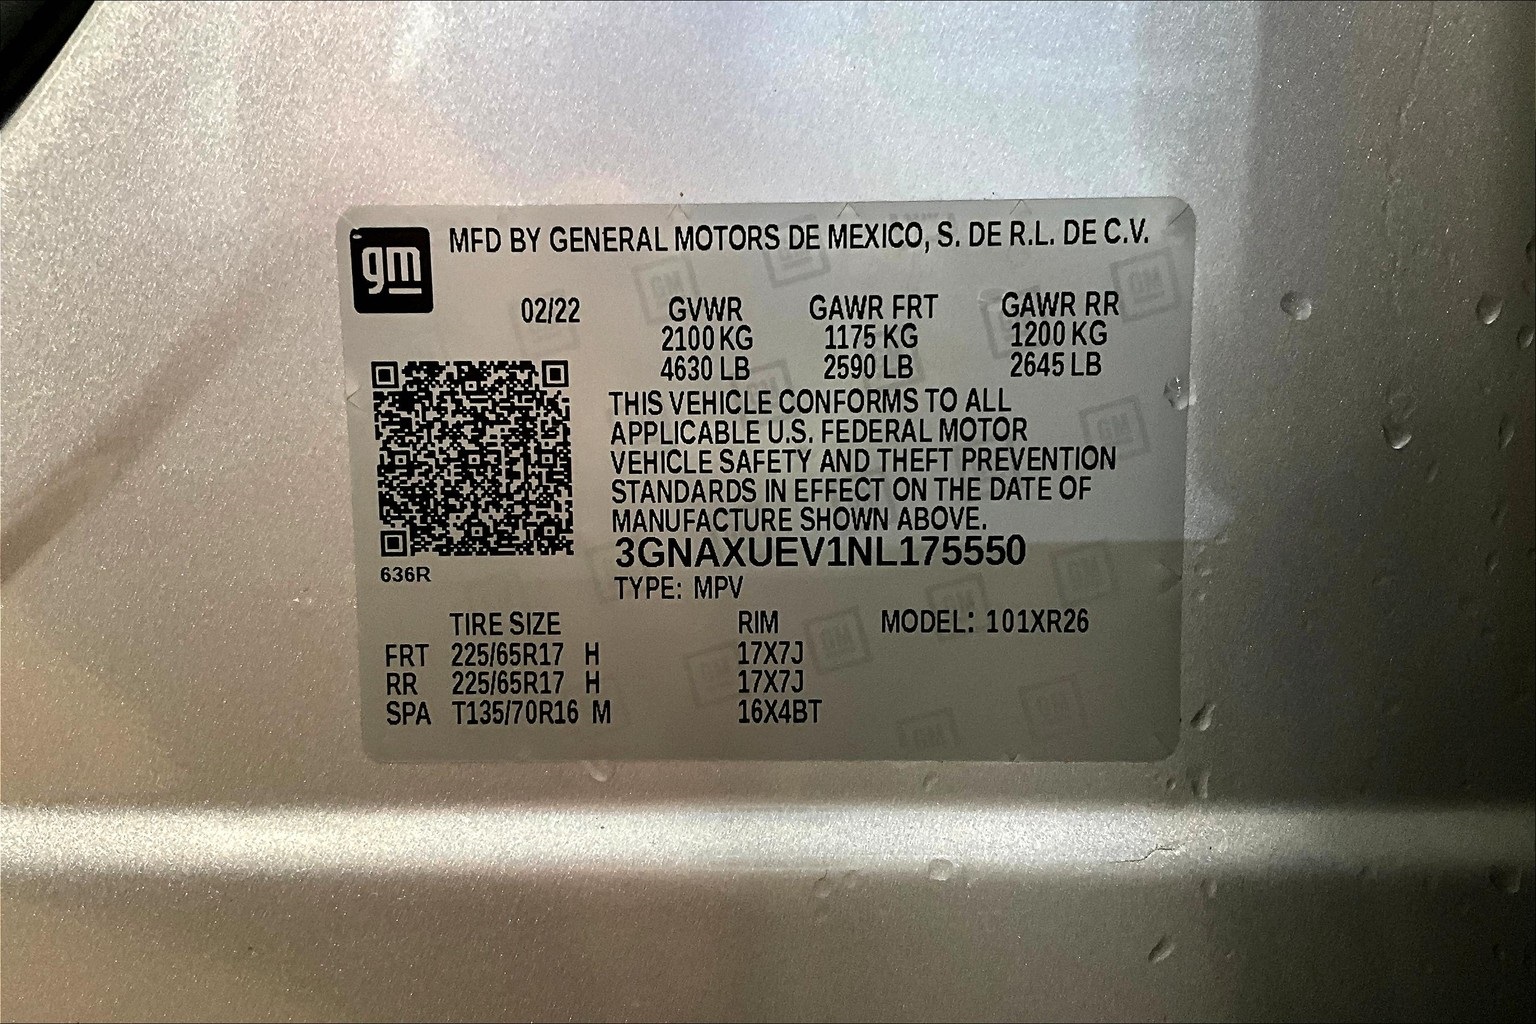 gm
MFD BY GENERAL MOTORS DE MEXICO, S. DE R.L. DE C.V.
02/22 GVWR GAWR FRT GAWR RR
2100 KG 1175 KG 1200 KG
4630 LB 2590 LB 2645 LB
THIS VEHICLE CONFORMS TO ALL
APPLICABLE U.S. FEDERAL MOTOR
VEHICLE SAFETY AND THEFT PREVENTION
STANDARDS IN EFFECT ON THE DATE OF
MANUFACTURE SHOWN ABOVE.
3GNAXUEV1NL175550
636R
TYPE: MPV
TIRE SIZE RIM MODEL: 101XR26
FRT 225/65R17 H 17X7J
RR 225/65R17 H 17X7J
SPA T135/70R16 M 16X4BT